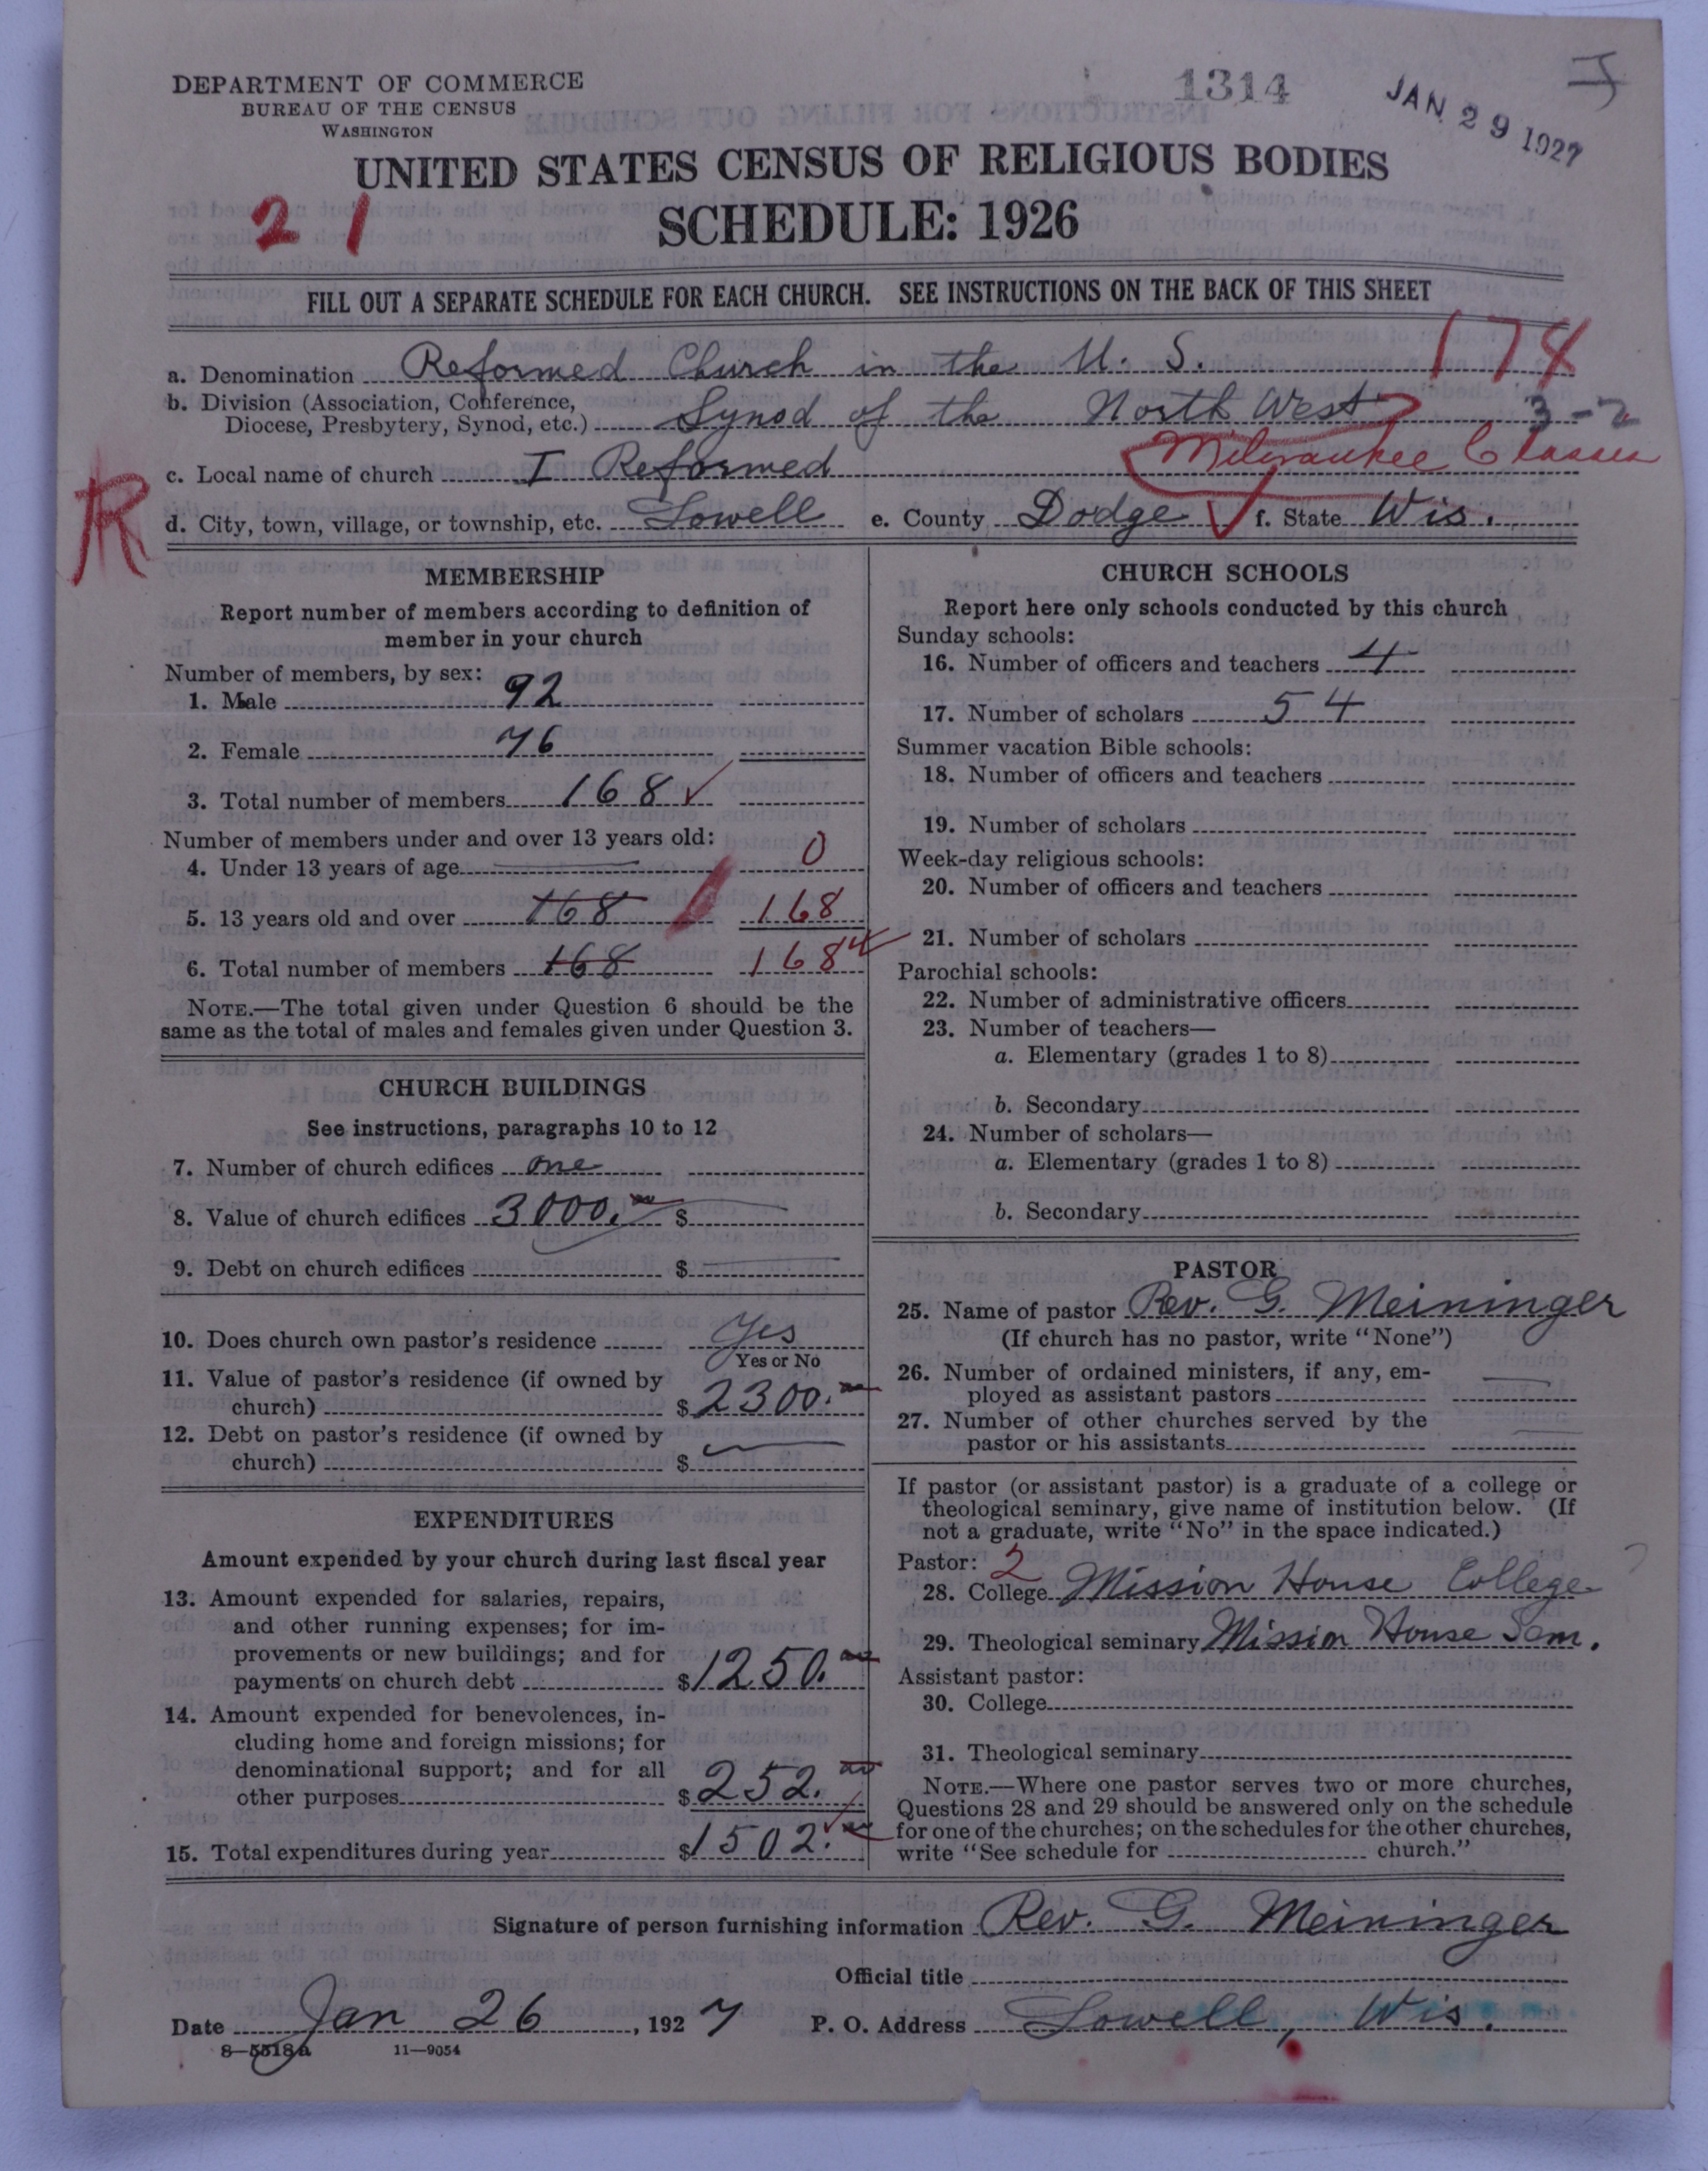 DEPARTMENT OF COMMERCE
BUREAU OF THE CENSUS
WASHINGTON
1314
JAN 29 1927
UNITED STATES CENSUS OF RELIGIOUS BODIES
SCHEDULE: 1926
21
FILL OUT A SEPARATE SCHEDULE FOR EACH CHURCH. SEE INSTRUCTIONS ON THE BACK OF THIS SHEET
174
a. Denomination Reformed Church in the U. S.
b. Division (Association, Conference,
Diocese, Presbytery, Synod, etc.) Synod of the North West 3-2
Milwaukee Classis
c. Local name of church I Reformed
R
d. City, town, village, or township, etc. Lowell e. County Dodge f. State Wis.
MEMBERSHIP
Report number of members according to definition of
member in your church
Number of members, by sex:
1. Male 92
2. Female 76
3. Total number of members 168 ✓
Number of members under and over 13 years old:
4. Under 13 years of age 0
5. 13 years old and over 168 168
6. Total number of members 168 168
NOTE.—The total given under Question 6 should be the
same as the total of males and females given under Question 3.
CHURCH BUILDINGS
See instructions, paragraphs 10 to 12
7. Number of church edifices one
8. Value of church edifices 3000. $
9. Debt on church edifices $
10. Does church own pastor's residence Yes
Yes or No
11. Value of pastor's residence (if owned by
church) $ 2300.
12. Debt on pastor's residence (if owned by
church) $
EXPENDITURES
Amount expended by your church during last fiscal year
13. Amount expended for salaries, repairs,
and other running expenses; for im-
provements or new buildings; and for
payments on church debt $ 1250.
14. Amount expended for benevolences, in-
cluding home and foreign missions; for
denominational support; and for all
other purposes $ 252.
15. Total expenditures during year $ 1502.
CHURCH SCHOOLS
Report here only schools conducted by this church
Sunday schools:
16. Number of officers and teachers 4
17. Number of scholars 54
Summer vacation Bible schools:
18. Number of officers and teachers
19. Number of scholars
Week-day religious schools:
20. Number of officers and teachers
21. Number of scholars
Parochial schools:
22. Number of administrative officers
23. Number of teachers—
a. Elementary (grades 1 to 8)
b. Secondary
24. Number of scholars—
a. Elementary (grades 1 to 8)
b. Secondary
PASTOR
25. Name of pastor Rev. G. Meininger
(If church has no pastor, write "None")
26. Number of ordained ministers, if any, em-
ployed as assistant pastors
27. Number of other churches served by the
pastor or his assistants
If pastor (or assistant pastor) is a graduate of a college or
theological seminary, give name of institution below. (If
not a graduate, write "No" in the space indicated.)
Pastor: 2
28. College Mission House College
29. Theological seminary Mission House Sem.
Assistant pastor:
30. College
31. Theological seminary
NOTE.—Where one pastor serves two or more churches,
Questions 28 and 29 should be answered only on the schedule
for one of the churches; on the schedules for the other churches,
write "See schedule for church."
Signature of person furnishing information Rev. G. Meininger
Official title
Date Jan 26, 1927 P. O. Address Lowell, Wis.
8—5518a 11—9054